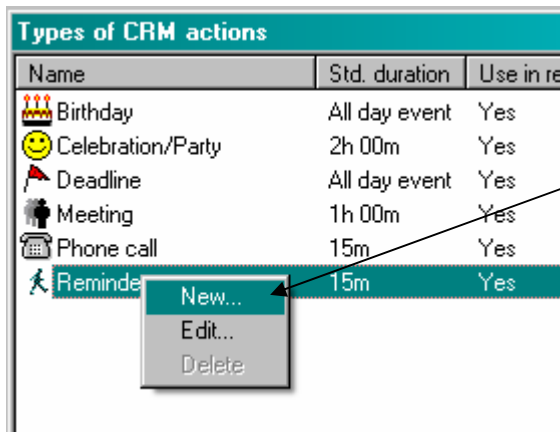 Types of CRM actions
Name Std. duration Use in re
Birthday All day event Yes
Celebration/Party 2h 00m Yes
Deadline All day event Yes
Meeting 1h 00m Yes
Phone call 15m Yes
Reminde 15m Yes
New...
Edit...
Delete